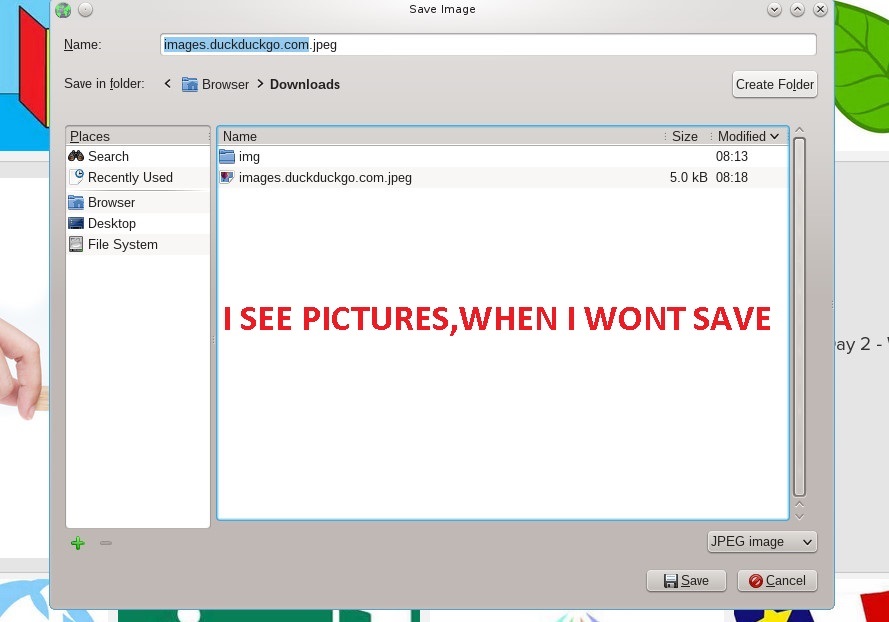 Save Image
Name: images.duckduckgo.com.jpeg
Save in folder: Browser Downloads Create Folder
Places
Search
Recently Used
Browser
Desktop
File System
Name Size Modified
img 08:13
images.duckduckgo.com.jpeg 5.0 kB 08:18
I SEE PICTURES,WHEN I WONT SAVE
ay 2 -
JPEG image
Save Cancel